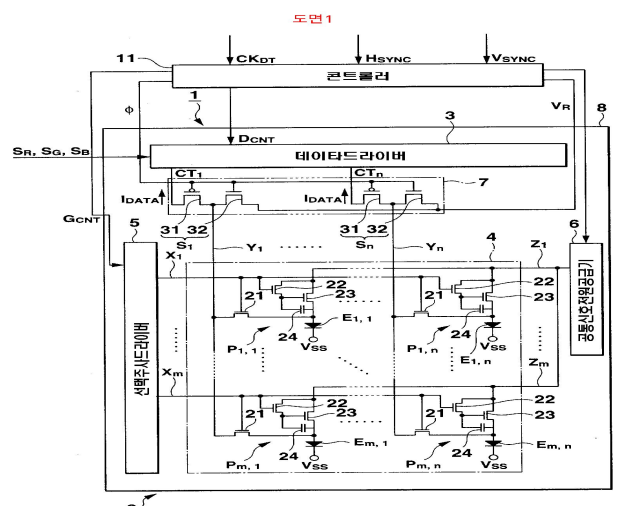 도면1
11
CKDT
HSYNC
VSYNC
콘트롤러
φ
1
VR
3
8
DCNT
SR, SG, SB
데이타드라이버
CT1
CTn
7
IDATA
IDATA
GCNT
31 32
31 32
5
S1
Sn
6
X1
Y1
Yn
4
Z1
선택주사드라이버
공통신호전원공급기
22
22
23
23
21
21
24
E1, 1
24
P1, 1
P1, n
E1, n
VSS
VSS
Zm
Xm
22
22
21
23
21
23
24
Em, 1
24
Em, n
Pm, 1
VSS
Pm, n
VSS